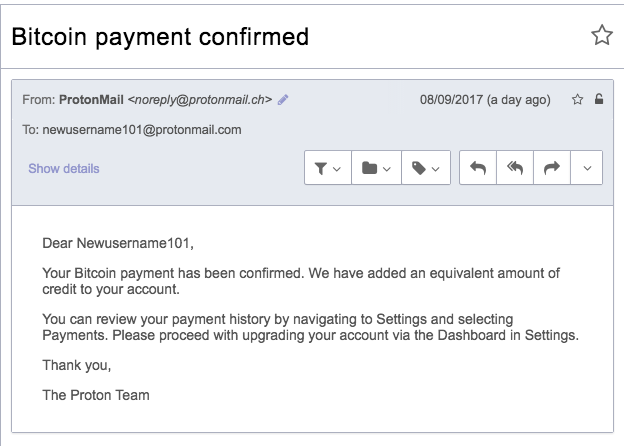 Bitcoin payment confirmed
From: ProtonMail <noreply@protonmail.ch>
08/09/2017 (a day ago)
To: newusername101@protonmail.com
Show details
Dear Newusername101,
Your Bitcoin payment has been confirmed. We have added an equivalent amount of
credit to your account.
You can review your payment history by navigating to Settings and selecting
Payments. Please proceed with upgrading your account via the Dashboard in Settings.
Thank you,
The Proton Team